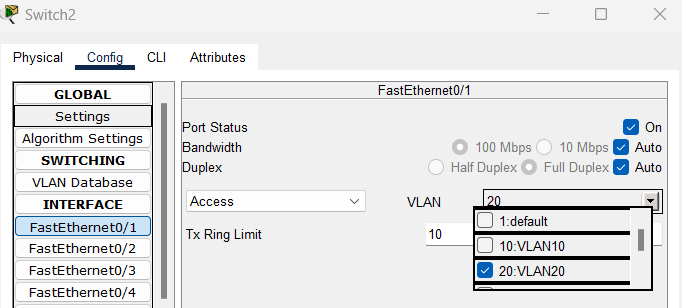 Switch2
Physical Config CLI Attributes
GLOBAL
Settings
Algorithm Settings
SWITCHING
VLAN Database
INTERFACE
FastEthernet0/1
FastEthernet0/2
FastEthernet0/3
FastEthernet0/4
FastEthernet0/1
Port Status On
Bandwidth 100 Mbps 10 Mbps Auto
Duplex Half Duplex Full Duplex Auto
Access VLAN 20
1:default
10:VLAN10
20:VLAN20
Tx Ring Limit 10